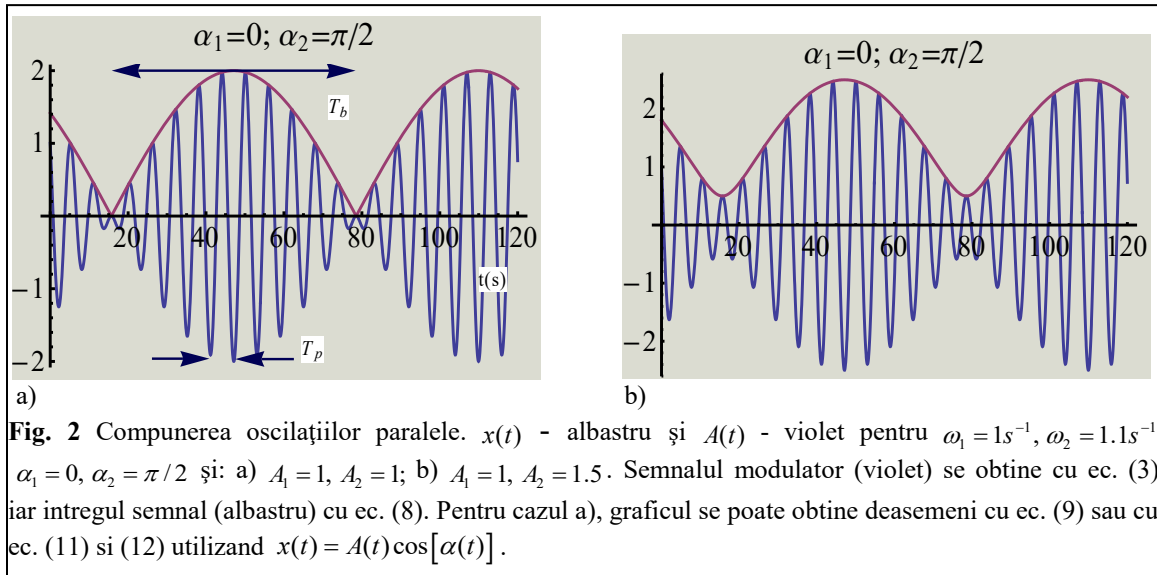 α₁=0; α₂=π/2
2
1
−1
−2
20 40 60 80 100 120
T_b
t(s)
T_p
a)
α₁=0; α₂=π/2
2
1
−1
−2
20 40 60 80 100 120
b)
Fig. 2 Compunerea oscilaţiilor paralele. x(t) - albastru şi A(t) - violet pentru ω₁ = 1s⁻¹, ω₂ = 1.1s⁻¹
α₁ = 0, α₂ = π / 2 şi: a) A₁ = 1, A₂ = 1; b) A₁ = 1, A₂ = 1.5. Semnalul modulator (violet) se obtine cu ec. (3)
iar intregul semnal (albastru) cu ec. (8). Pentru cazul a), graficul se poate obtine deasemeni cu ec. (9) sau cu
ec. (11) si (12) utilizand x(t) = A(t) cos[α(t)] .